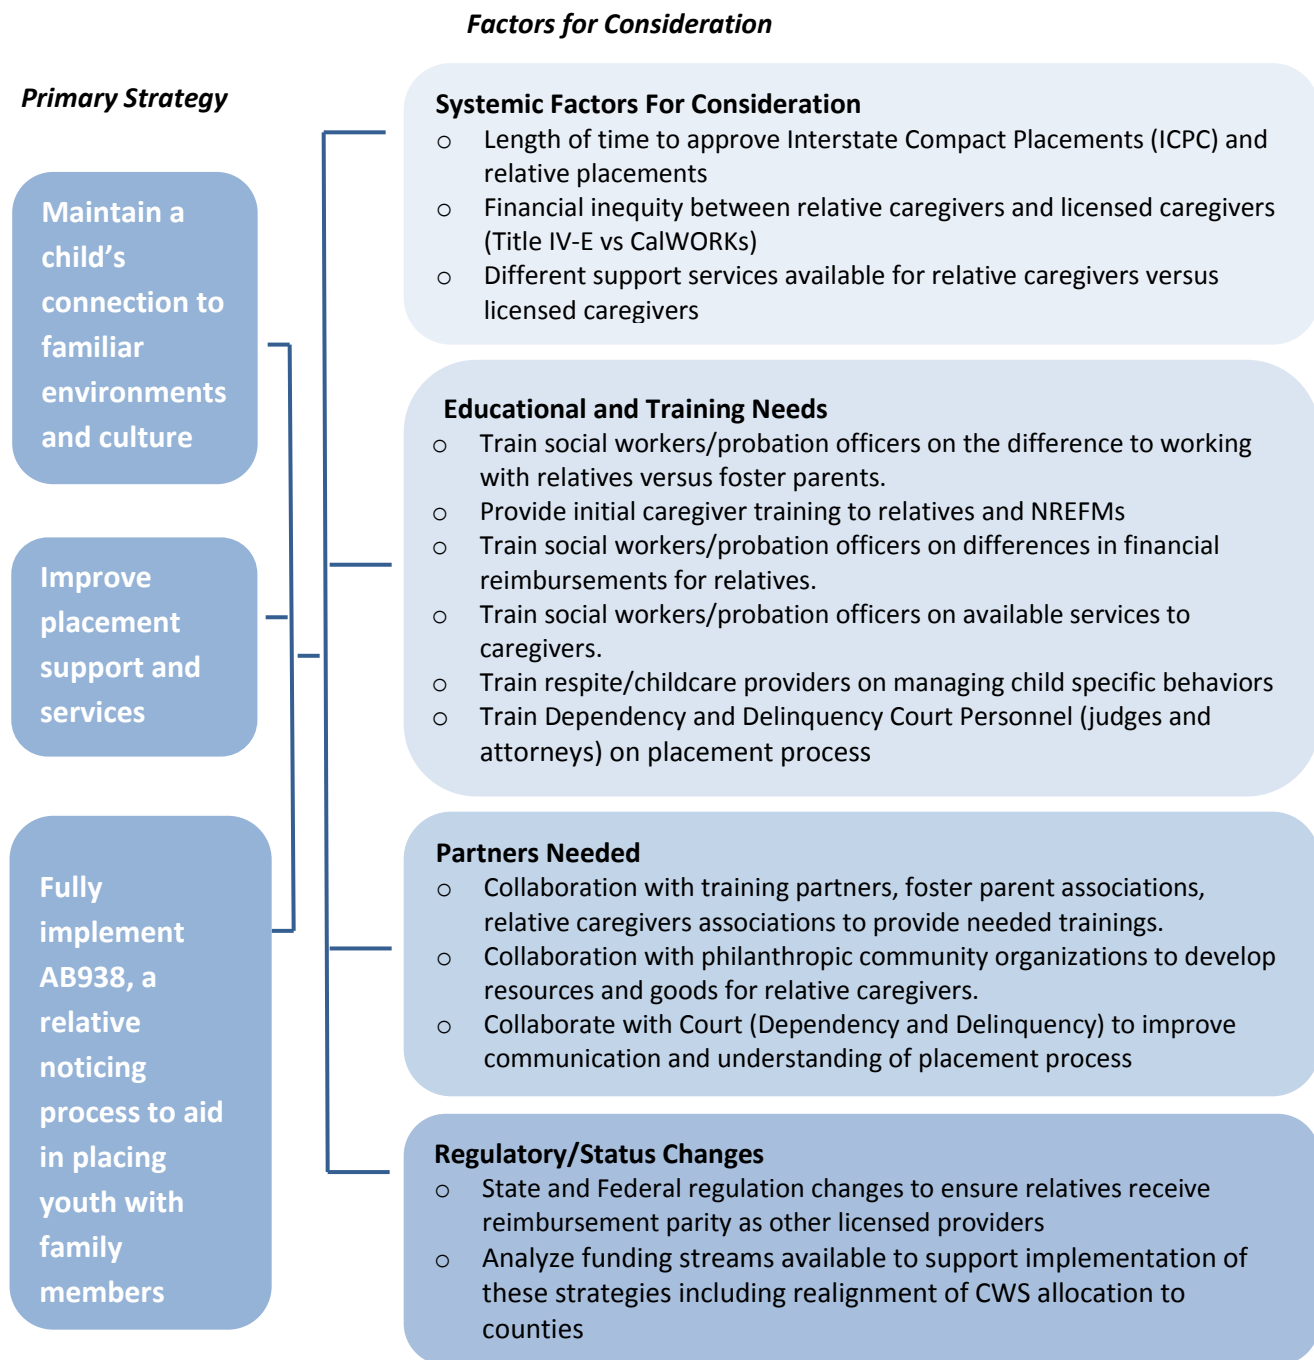 Factors for Consideration
Primary Strategy
Maintain a
child’s
connection to
familiar
environments
and culture
Improve
placement
support and
services
Fully
implement
AB938, a
relative
noticing
process to aid
in placing
youth with
family
members
Systemic Factors For Consideration
o Length of time to approve Interstate Compact Placements (ICPC) and
relative placements
o Financial inequity between relative caregivers and licensed caregivers
(Title IV-E vs CalWORKs)
o Different support services available for relative caregivers versus
licensed caregivers
Educational and Training Needs
o Train social workers/probation officers on the difference to working
with relatives versus foster parents.
o Provide initial caregiver training to relatives and NREFMs
o Train social workers/probation officers on differences in financial
reimbursements for relatives.
o Train social workers/probation officers on available services to
caregivers.
o Train respite/childcare providers on managing child specific behaviors
o Train Dependency and Delinquency Court Personnel (judges and
attorneys) on placement process
Partners Needed
o Collaboration with training partners, foster parent associations,
relative caregivers associations to provide needed trainings.
o Collaboration with philanthropic community organizations to develop
resources and goods for relative caregivers.
o Collaborate with Court (Dependency and Delinquency) to improve
communication and understanding of placement process
Regulatory/Status Changes
o State and Federal regulation changes to ensure relatives receive
reimbursement parity as other licensed providers
o Analyze funding streams available to support implementation of
these strategies including realignment of CWS allocation to
counties